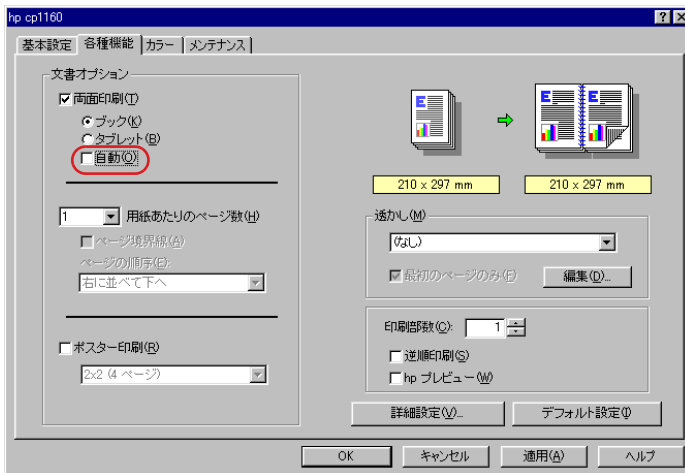 hp cp1160
基本設定 各種機能 カラー メンテナンス
文書オプション
両面印刷(T)
ブック(K)
タブレット(B)
自動(O)
1 用紙あたりのページ数(H)
ページ境界線(A)
ページの順序(E):
右に並べて下へ
ポスター印刷(R)
2x2 (4 ページ)
210 x 297 mm 210 x 297 mm
透かし(M)
(なし)
最初のページのみ(F) 編集(D)...
印刷部数(C): 1
逆順印刷(S)
hp プレビュー(W)
詳細設定(V)... デフォルト設定(I)
OK キャンセル 適用(A) ヘルプ